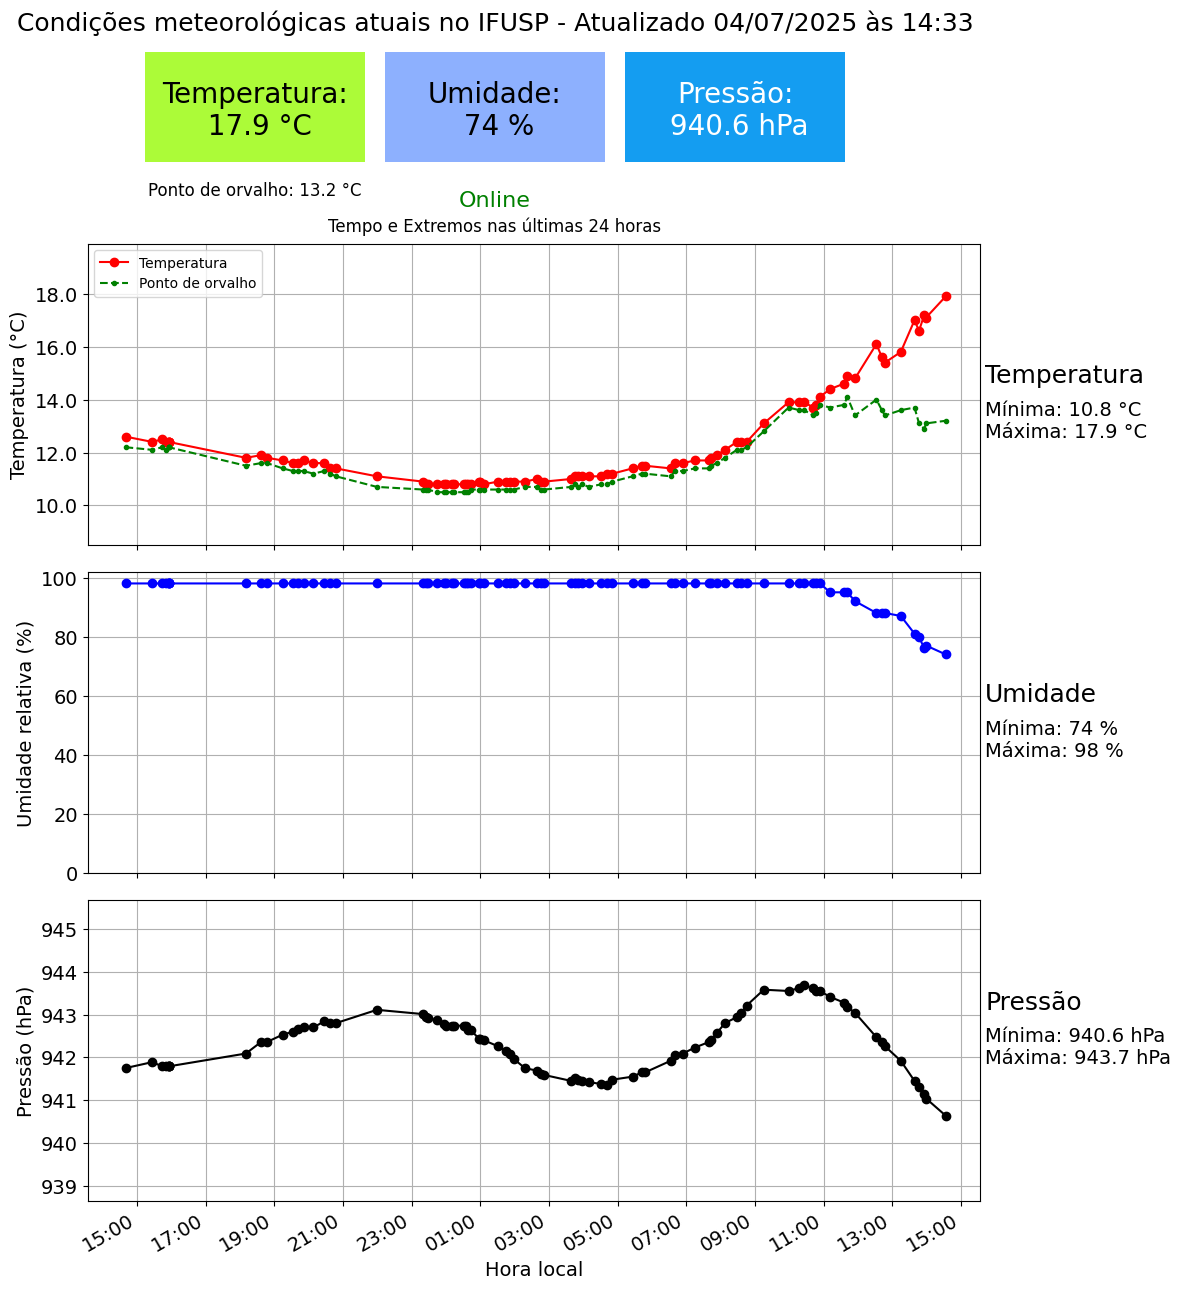 Condições meteorológicas atuais no IFUSP - Atualizado 04/07/2025 às 14:33
Temperatura:
17.9 °C
Umidade:
74 %
Pressão:
940.6 hPa
Ponto de orvalho: 13.2 °C
Online
Tempo e Extremos nas últimas 24 horas
Temperatura
Ponto de orvalho
Temperatura (°C)
18.0
16.0
14.0
12.0
10.0
Temperatura
Mínima: 10.8 °C
Máxima: 17.9 °C
Umidade relativa (%)
100
80
60
40
20
0
Umidade
Mínima: 74 %
Máxima: 98 %
Pressão (hPa)
945
944
943
942
941
940
939
Pressão
Mínima: 940.6 hPa
Máxima: 943.7 hPa
15:00 17:00 19:00 21:00 23:00 01:00 03:00 05:00 07:00 09:00 11:00 13:00 15:00
Hora local